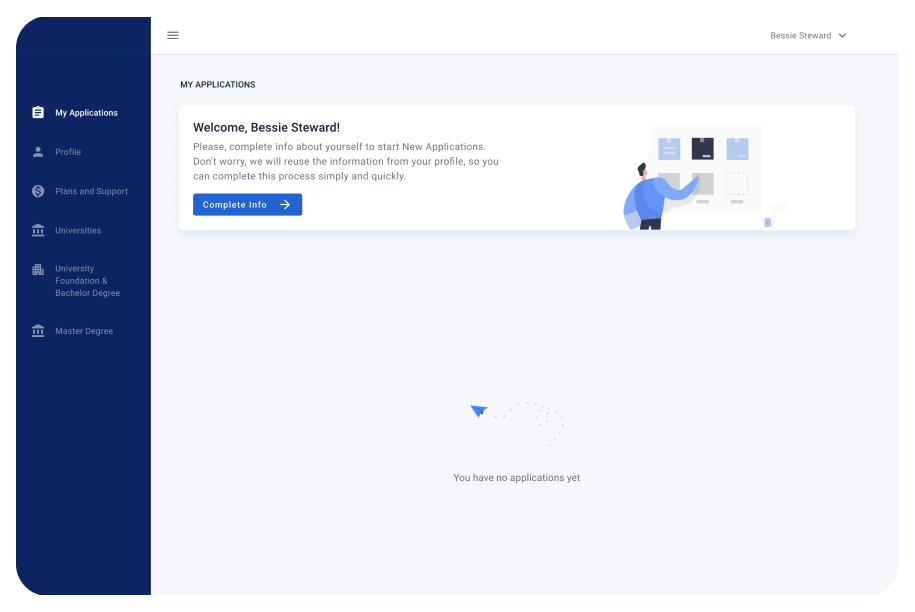 Bessie Steward
My Applications
Profile
Plans and Support
Universities
University
Foundation &
Bachelor Degree
Master Degree
MY APPLICATIONS
Welcome, Bessie Steward!
Please, complete info about yourself to start New Applications.
Don't worry, we will reuse the information from your profile, so you
can complete this process simply and quickly.
Complete Info
You have no applications yet